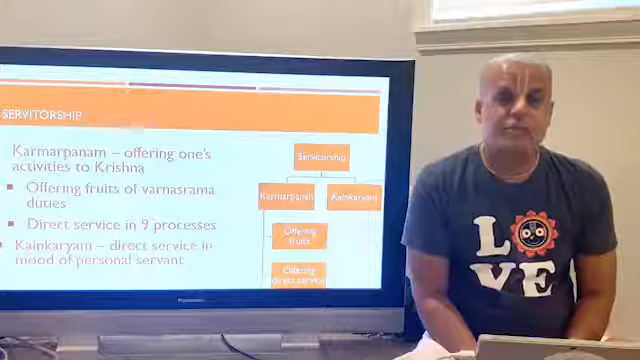 SERVITORSHIP
Karmarpanam – offering one's
activities to Krishna
Offering fruits of varnasrama
duties
Direct service in 9 processes
Kainkaryam – direct service in
mood of personal servant
Servitorship
Karmarpanam
Kainkaryam
Offering
fruits
Offering
direct service
Panasonic
L VE
VE